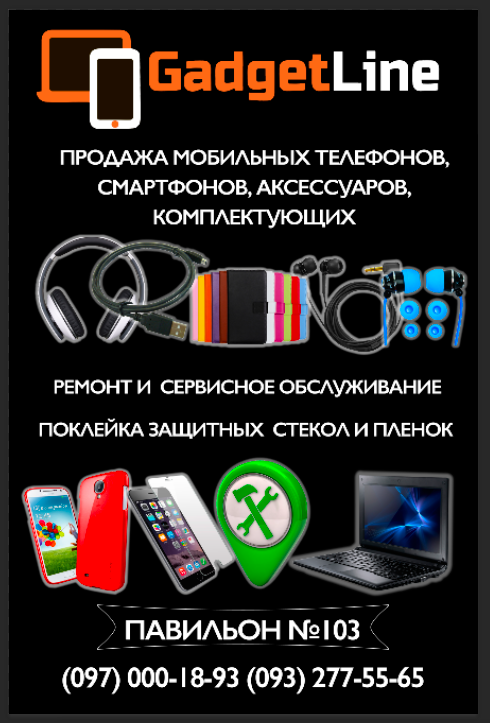 GadgetLine
ПРОДАЖА МОБИЛЬНЫХ ТЕЛЕФОНОВ,
СМАРТФОНОВ, АКСЕССУАРОВ,
КОМПЛЕКТУЮЩИХ
РЕМОНТ И СЕРВИСНОЕ ОБСЛУЖИВАНИЕ
ПОКЛЕЙКА ЗАЩИТНЫХ СТЕКОЛ И ПЛЕНОК
ПАВИЛЬОН №103
(097) 000-18-93 (093) 277-55-65